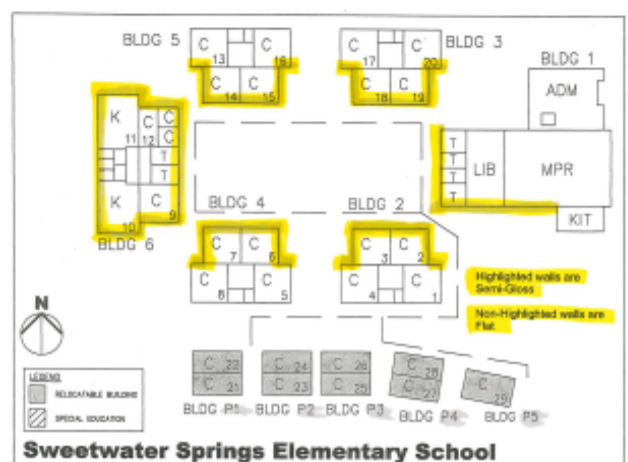 BLDG 5
BLDG 3
BLDG 1
C 13
C 16
C 14
C 15
C 17
C 20
C 18
C 19
ADM
K 11
C 12
C
C
T
T
K 10
C 9
BLDG 6
T
T
T
T
LIB
MPR
KIT
BLDG 4
BLDG 2
C 7
C 6
C 8
C 5
C 3
C 2
C 4
C 1
Highlighted walls are
Semi-Gloss
Non-Highlighted walls are
Flat
N
LEGEND
RELOCATABLE BUILDING
SPECIAL EDUCATION
C 22
C 21
C 24
C 23
C 26
C 25
C 28
C 27
C 29
BLDG P1
BLDG P2
BLDG P3
BLDG P4
BLDG P5
Sweetwater Springs Elementary School